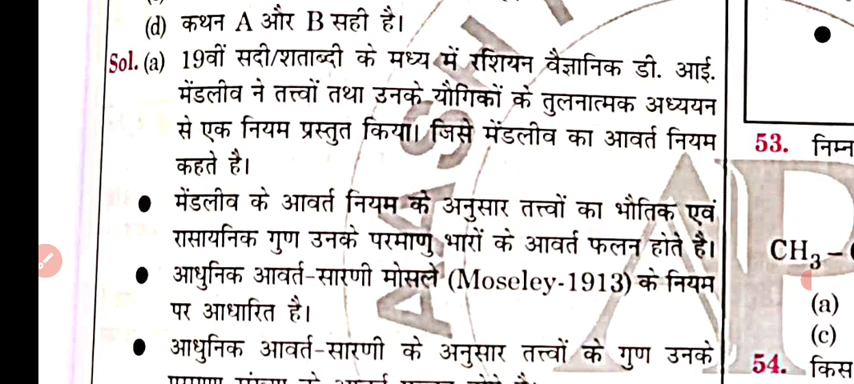 (d) कथन A और B सही है।
Sol. (a) 19वीं सदी/शताब्दी के मध्य में रशियन वैज्ञानिक डी. आई.
मेंडलीव ने तत्त्वों तथा उनके यौगिकों के तुलनात्मक अध्ययन
से एक नियम प्रस्तुत किया। जिसे मेंडलीव का आवर्त नियम
कहते है।
● मेंडलीव के आवर्त नियम के अनुसार तत्त्वों का भौतिक एवं
रासायनिक गुण उनके परमाणु भारों के आवर्त फलन होते है।
● आधुनिक आवर्त-सारणी मोसले (Moseley-1913) के नियम
पर आधारित है।
● आधुनिक आवर्त-सारणी के अनुसार तत्त्वों के गुण उनके
53. निम्न
CH₃ –
(a)
(c)
54. किस
AASH
AP